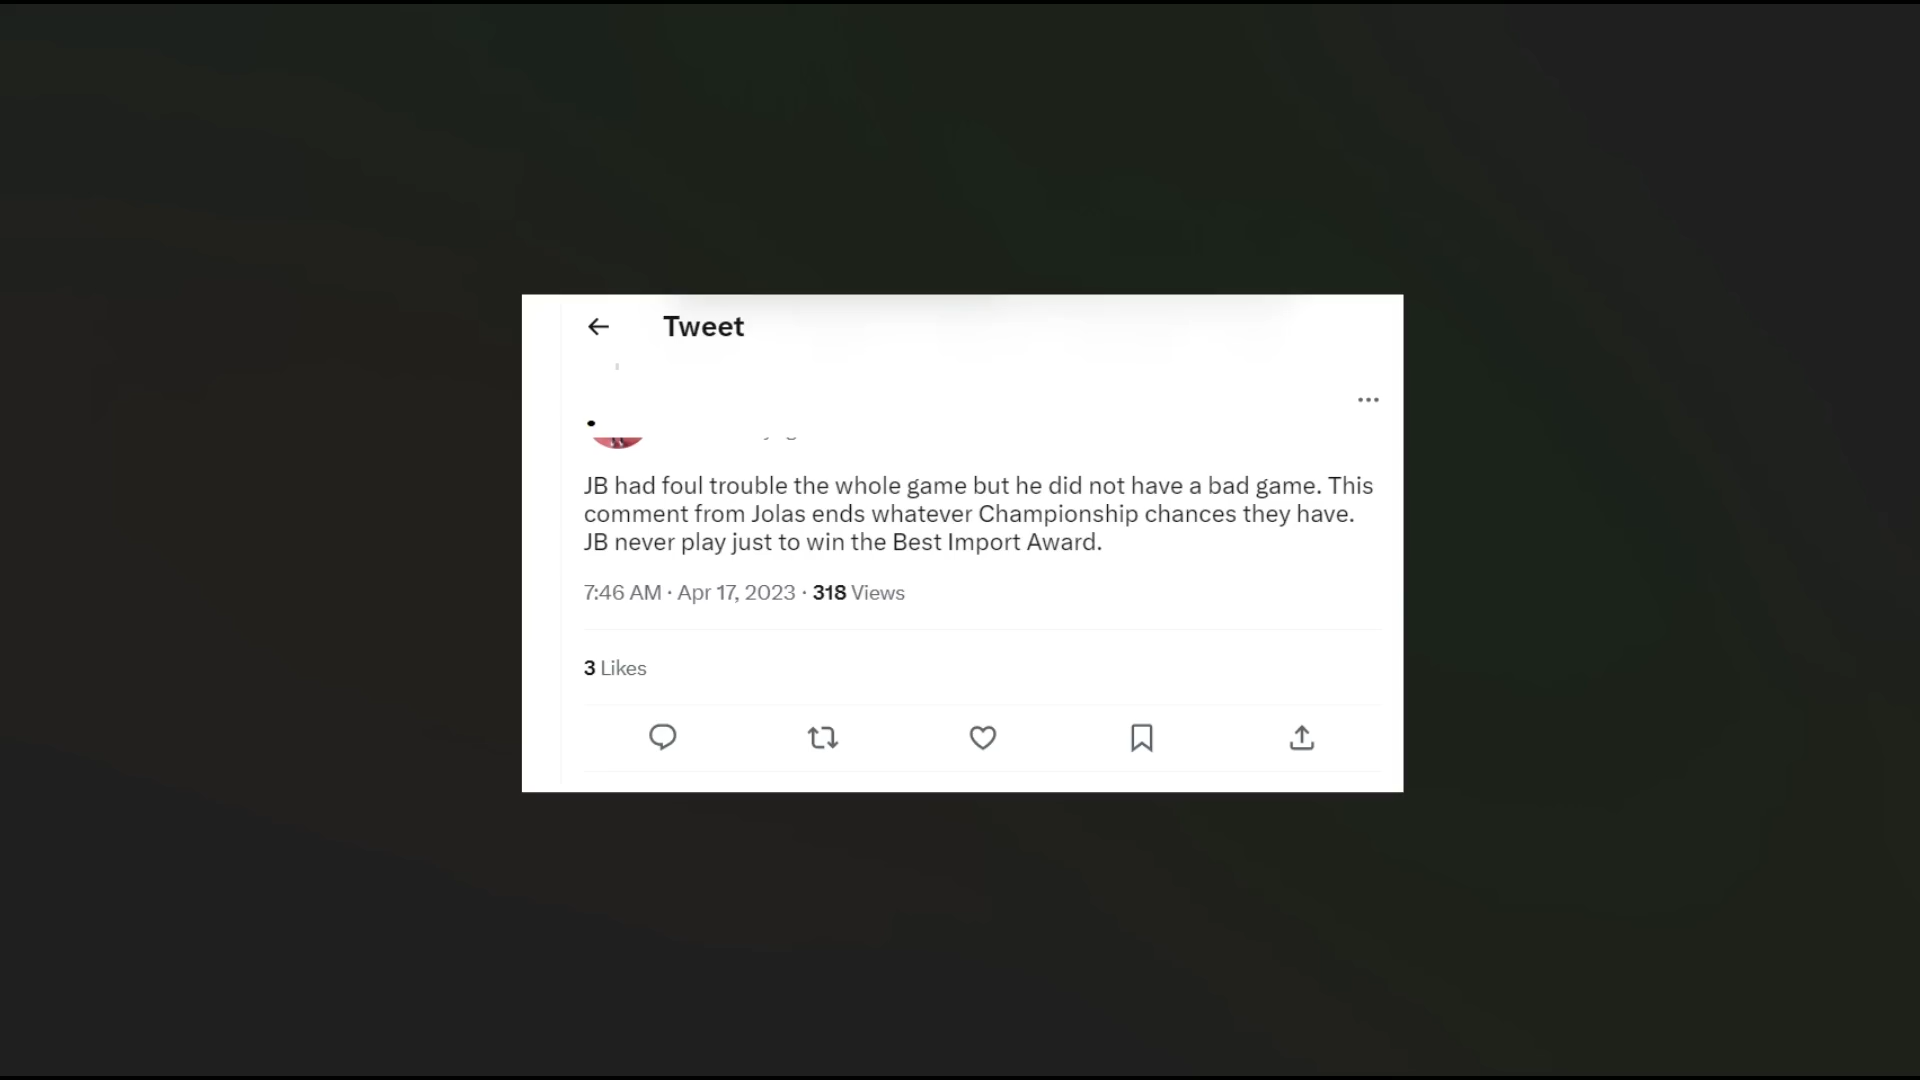 Tweet
JB had foul trouble the whole game but he did not have a bad game. This
comment from Jolas ends whatever Championship chances they have.
JB never play just to win the Best Import Award.
7:46 AM · Apr 17, 2023 · 318 Views
3 Likes